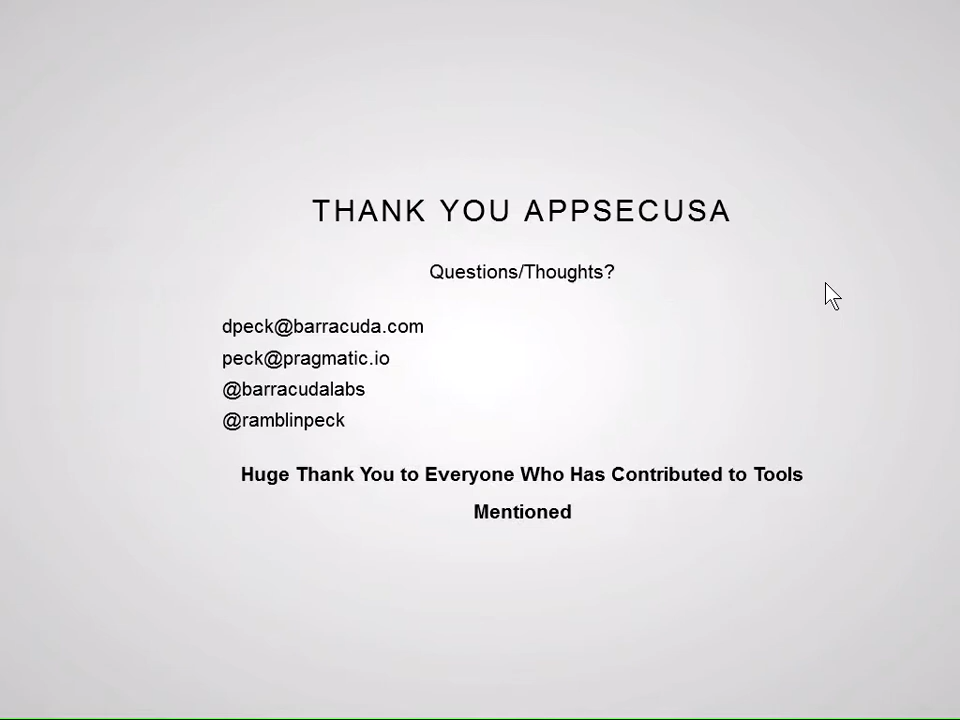 THANK YOU APPSECUSA
Questions/Thoughts?
dpeck@barracuda.com
peck@pragmatic.io
@barracudalabs
@ramblinpeck
Huge Thank You to Everyone Who Has Contributed to Tools
Mentioned